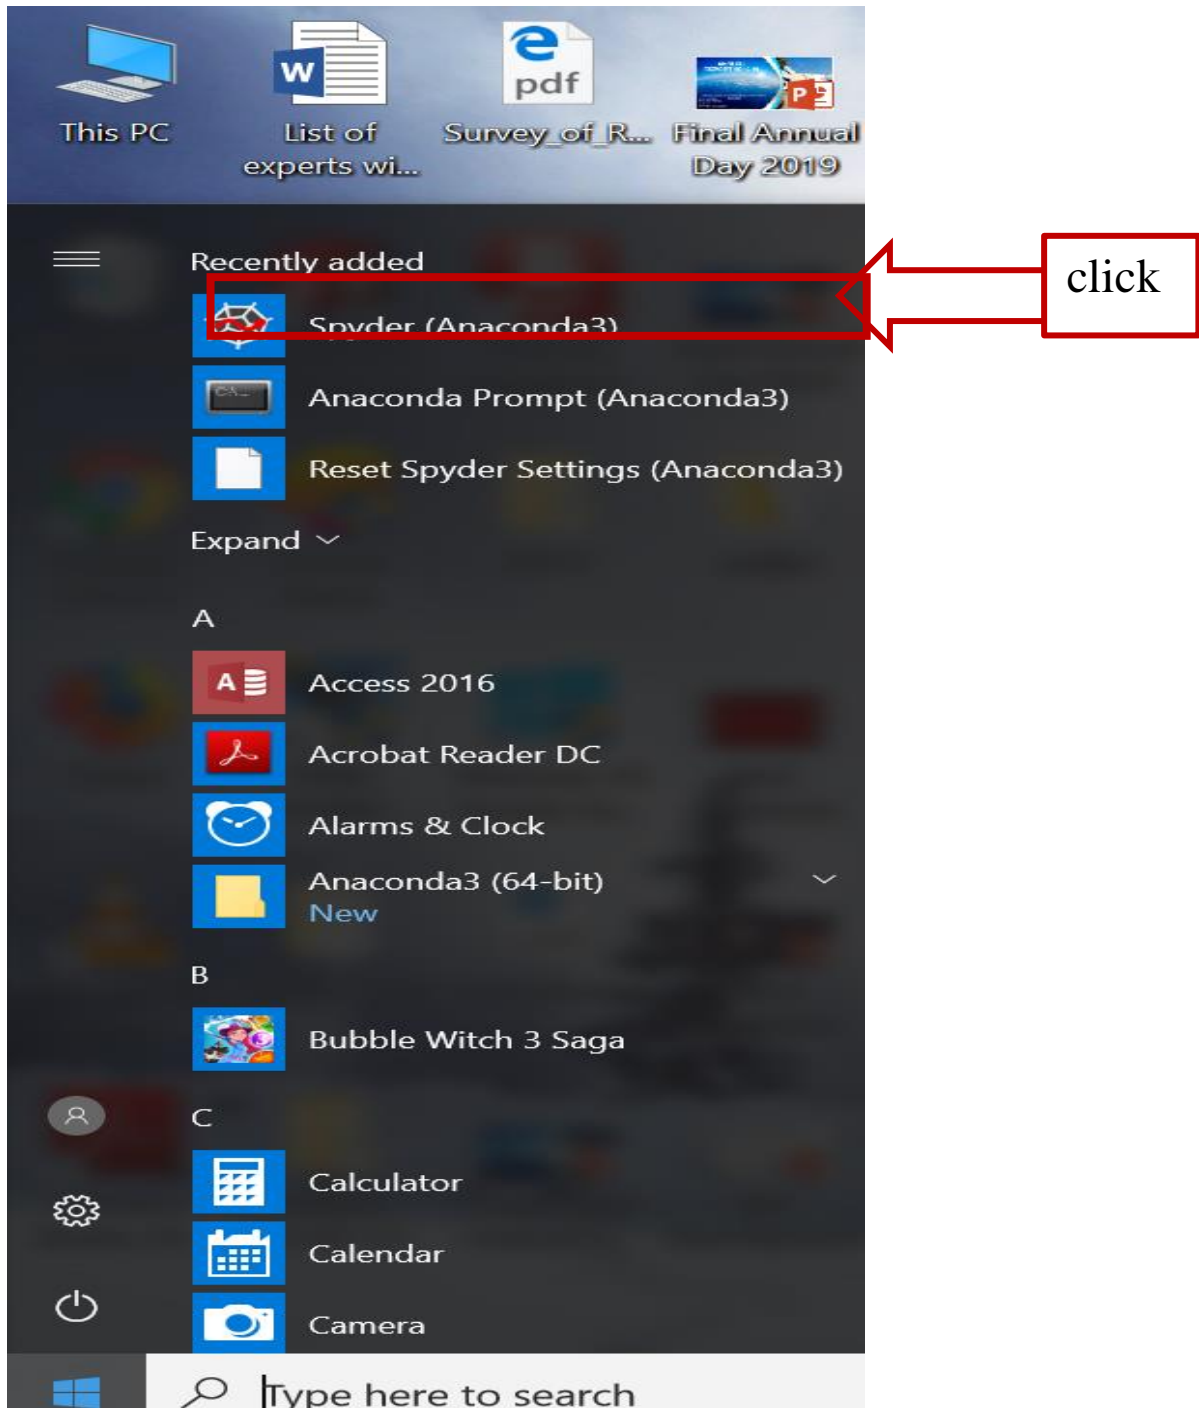 This PC
List of experts wi...
Survey_of_R...
Final Annual Day 2019
pdf
W
P
Recently added
click
Spyder (Anaconda3)
Anaconda Prompt (Anaconda3)
Reset Spyder Settings (Anaconda3)
Expand
A
Access 2016
Acrobat Reader DC
Alarms & Clock
Anaconda3 (64-bit)
New
B
Bubble Witch 3 Saga
C
Calculator
Calendar
Camera
Type here to search